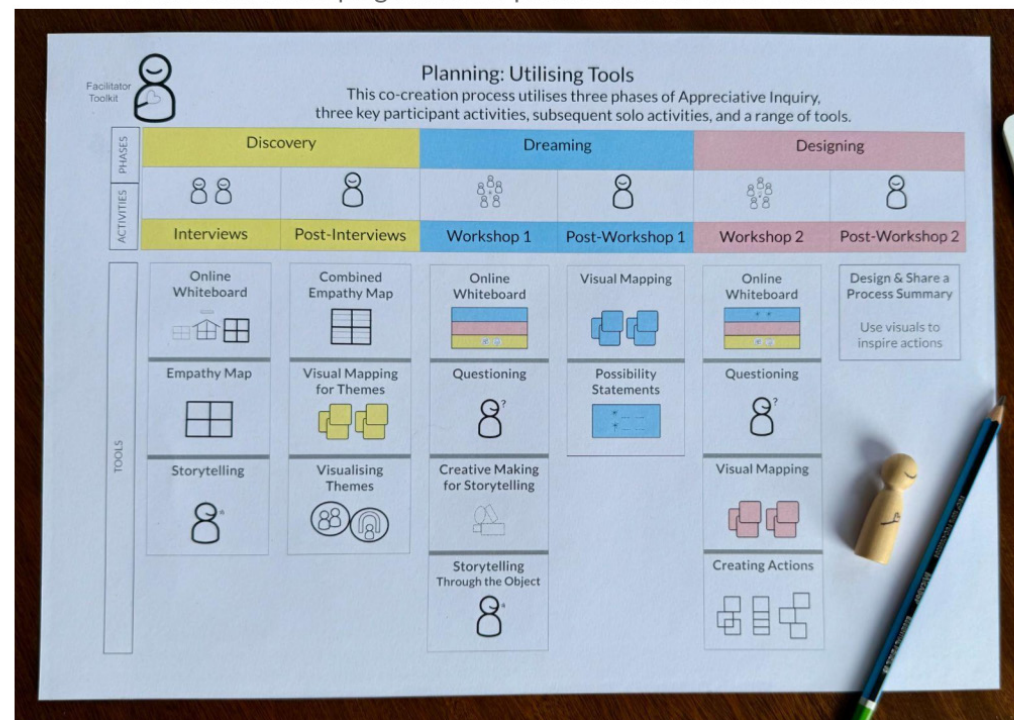 Facilitator
Toolkit
Planning: Utilising Tools
This co-creation process utilises three phases of Appreciative Inquiry,
three key participant activities, subsequent solo activities, and a range of tools.
PHASES
Discovery
Dreaming
Designing
ACTIVITIES
Interviews
Post-Interviews
Workshop 1
Post-Workshop 1
Workshop 2
Post-Workshop 2
TOOLS
Online
Whiteboard
Empathy Map
Storytelling
Combined
Empathy Map
Visual Mapping
for Themes
Visualising
Themes
Online
Whiteboard
Questioning
?
Creative Making
for Storytelling
Storytelling
Through the Object
Visual Mapping
Possibility
Statements
Online
Whiteboard
Questioning
?
Visual Mapping
Creating Actions
Design & Share a
Process Summary
Use visuals to
inspire actions